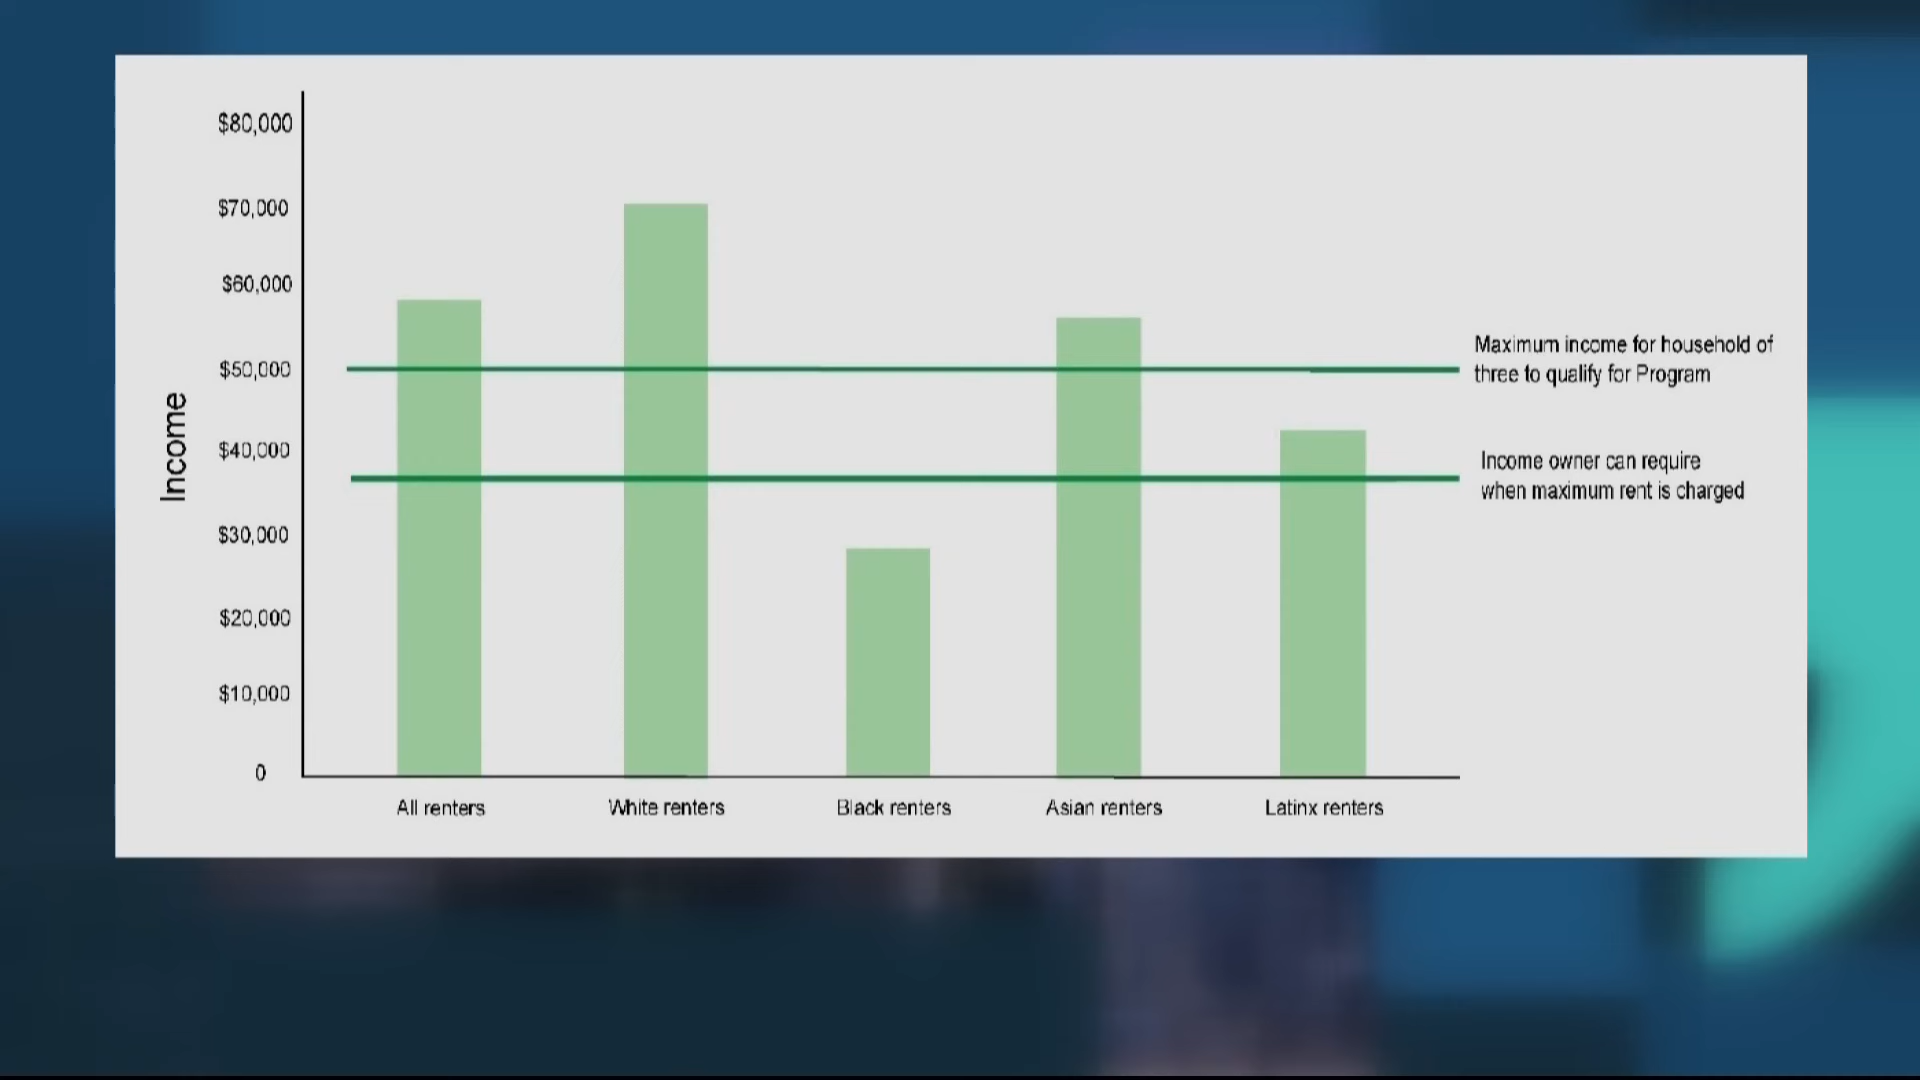 $80,000
$70,000
$60,000
$50,000
$40,000
$30,000
$20,000
$10,000
0
Income
Maximum income for household of
three to qualify for Program
Income owner can require
when maximum rent is charged
All renters
White renters
Black renters
Asian renters
Latinx renters